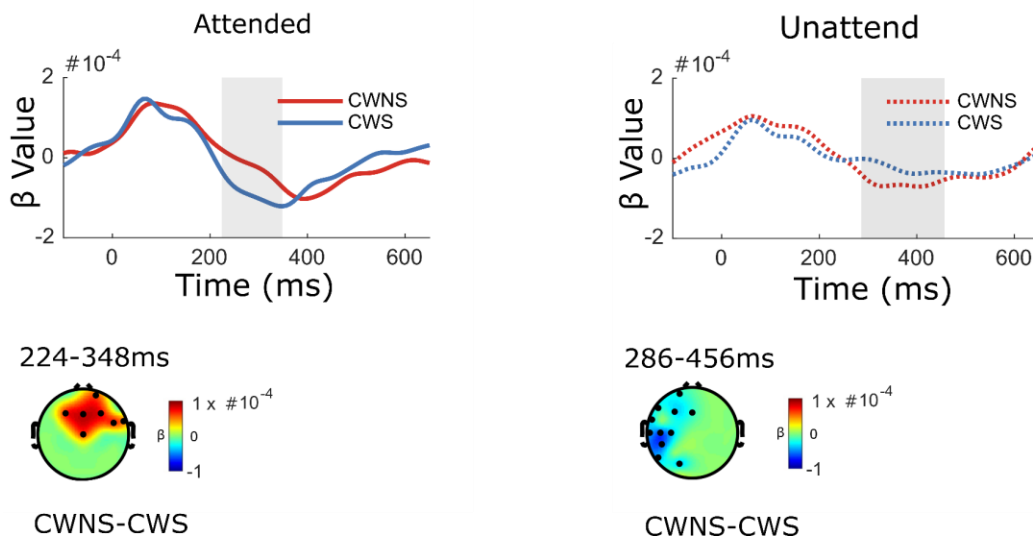 Attended
#10-4
2
0
-2
β Value
CWNS
CWS
0 200 400 600
Time (ms)
224-348ms
1 x #10-4
β 0
-1
CWNS-CWS
Unattend
#10-4
2
0
-2
β Value
CWNS
CWS
0 200 400 600
Time (ms)
286-456ms
1 x #10-4
β 0
-1
CWNS-CWS